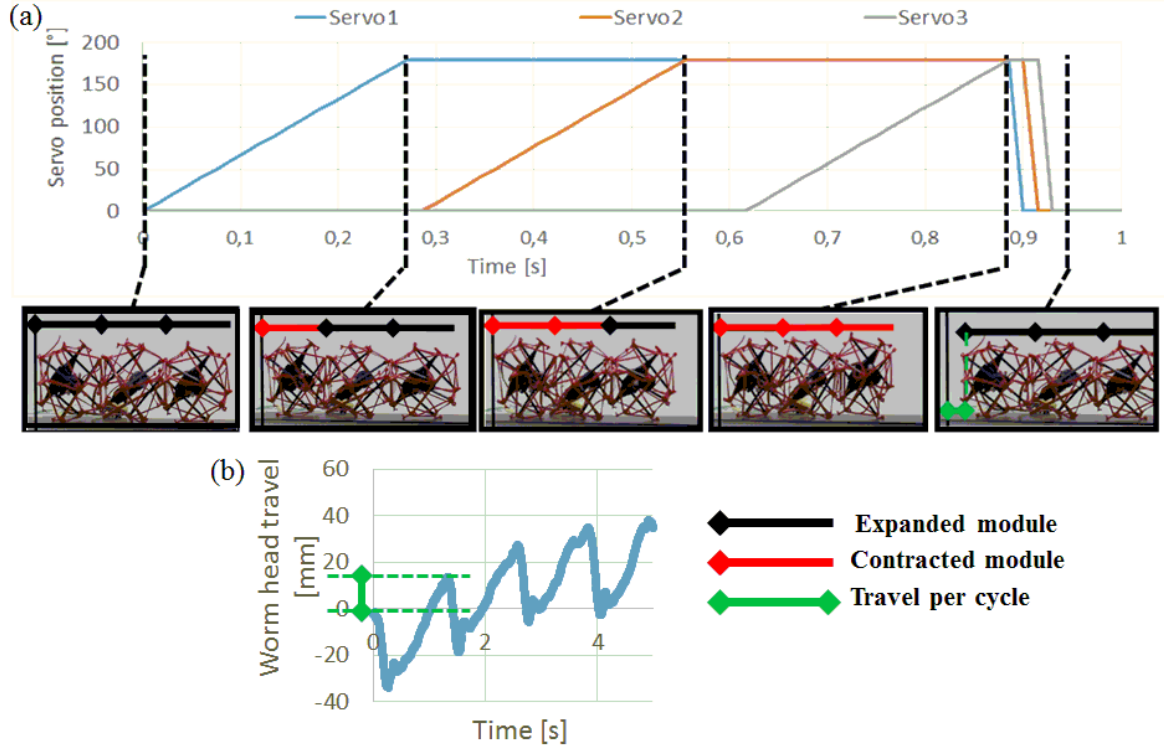 (a)
Servo1 Servo2 Servo3
Servo position [°]
200
150
100
50
0
0 0,1 0,2 0,3 0,4 0,5 0,6 0,7 0,8 0,9 1
Time [s]
(b)
Worm head travel
[mm]
60
40
20
0
-20
-40
0 2 4
Time [s]
Expanded module
Contracted module
Travel per cycle